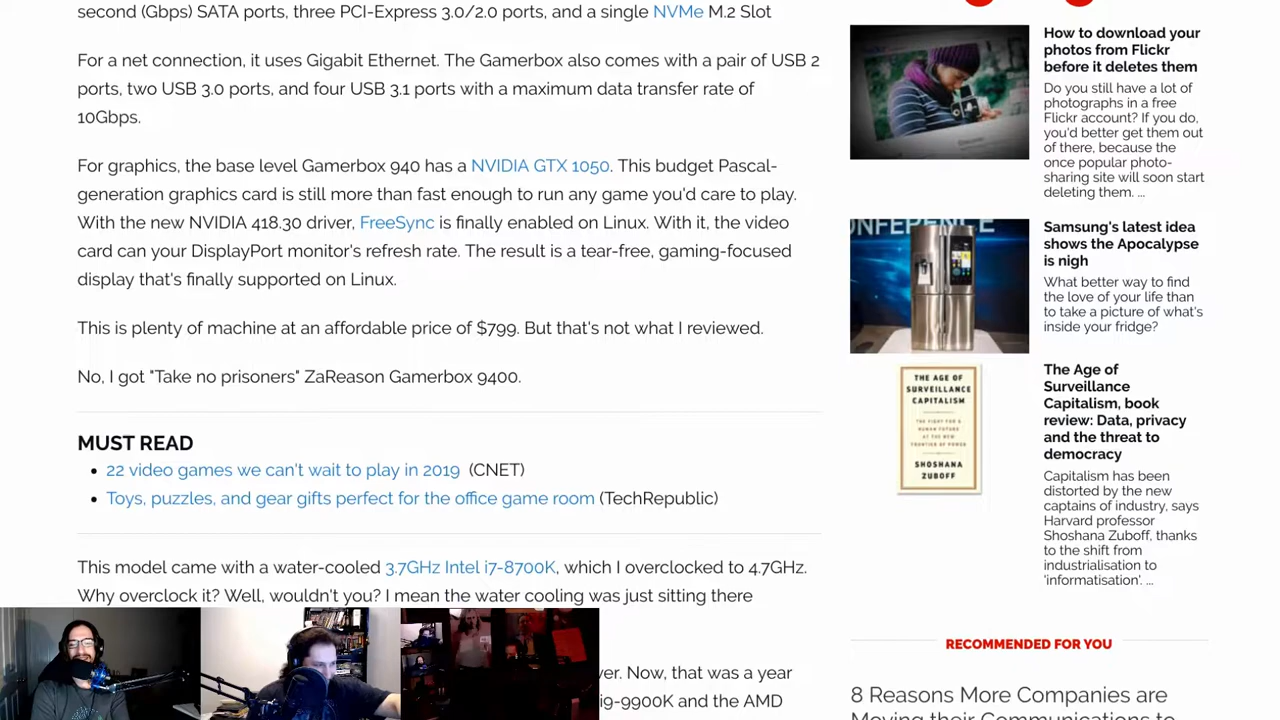 second (Gbps) SATA ports, three PCI-Express 3.0/2.0 ports, and a single NVMe M.2 Slot
For a net connection, it uses Gigabit Ethernet. The Gamerbox also comes with a pair of USB 2
ports, two USB 3.0 ports, and four USB 3.1 ports with a maximum data transfer rate of
10Gbps.
For graphics, the base level Gamerbox 940 has a NVIDIA GTX 1050. This budget Pascal-
generation graphics card is still more than fast enough to run any game you'd care to play.
With the new NVIDIA 418.30 driver, FreeSync is finally enabled on Linux. With it, the video
card can your DisplayPort monitor's refresh rate. The result is a tear-free, gaming-focused
display that's finally supported on Linux.
This is plenty of machine at an affordable price of $799. But that's not what I reviewed.
No, I got "Take no prisoners" ZaReason Gamerbox 9400.
MUST READ
• 22 video games we can't wait to play in 2019 (CNET)
• Toys, puzzles, and gear gifts perfect for the office game room (TechRepublic)
This model came with a water-cooled 3.7GHz Intel i7-8700K, which I overclocked to 4.7GHz.
Why overclock it? Well, wouldn't you? I mean the water cooling was just sitting there
ver. Now, that was a year
i9-9900K and the AMD
How to download your
photos from Flickr
before it deletes them
Do you still have a lot of
photographs in a free
Flickr account? If you do,
you'd better get them out
of there, because the
once popular photo-
sharing site will soon start
deleting them. ...
ONFERENCE
Samsung's latest idea
shows the Apocalypse
is nigh
What better way to find
the love of your life than
to take a picture of what's
inside your fridge?
THE AGE OF
SURVEILLANCE
CAPITALISM
THE FIGHT FOR A
HUMAN FUTURE
AT THE NEW
FRONTIER OF POWER
SHOSHANA
ZUBOFF
The Age of
Surveillance
Capitalism, book
review: Data, privacy
and the threat to
democracy
Capitalism has been
distorted by the new
captains of industry, says
Harvard professor
Shoshana Zuboff, thanks
to the shift from
industrialisation to
'informatisation'. ...
RECOMMENDED FOR YOU
8 Reasons More Companies are
Moving their Communications to